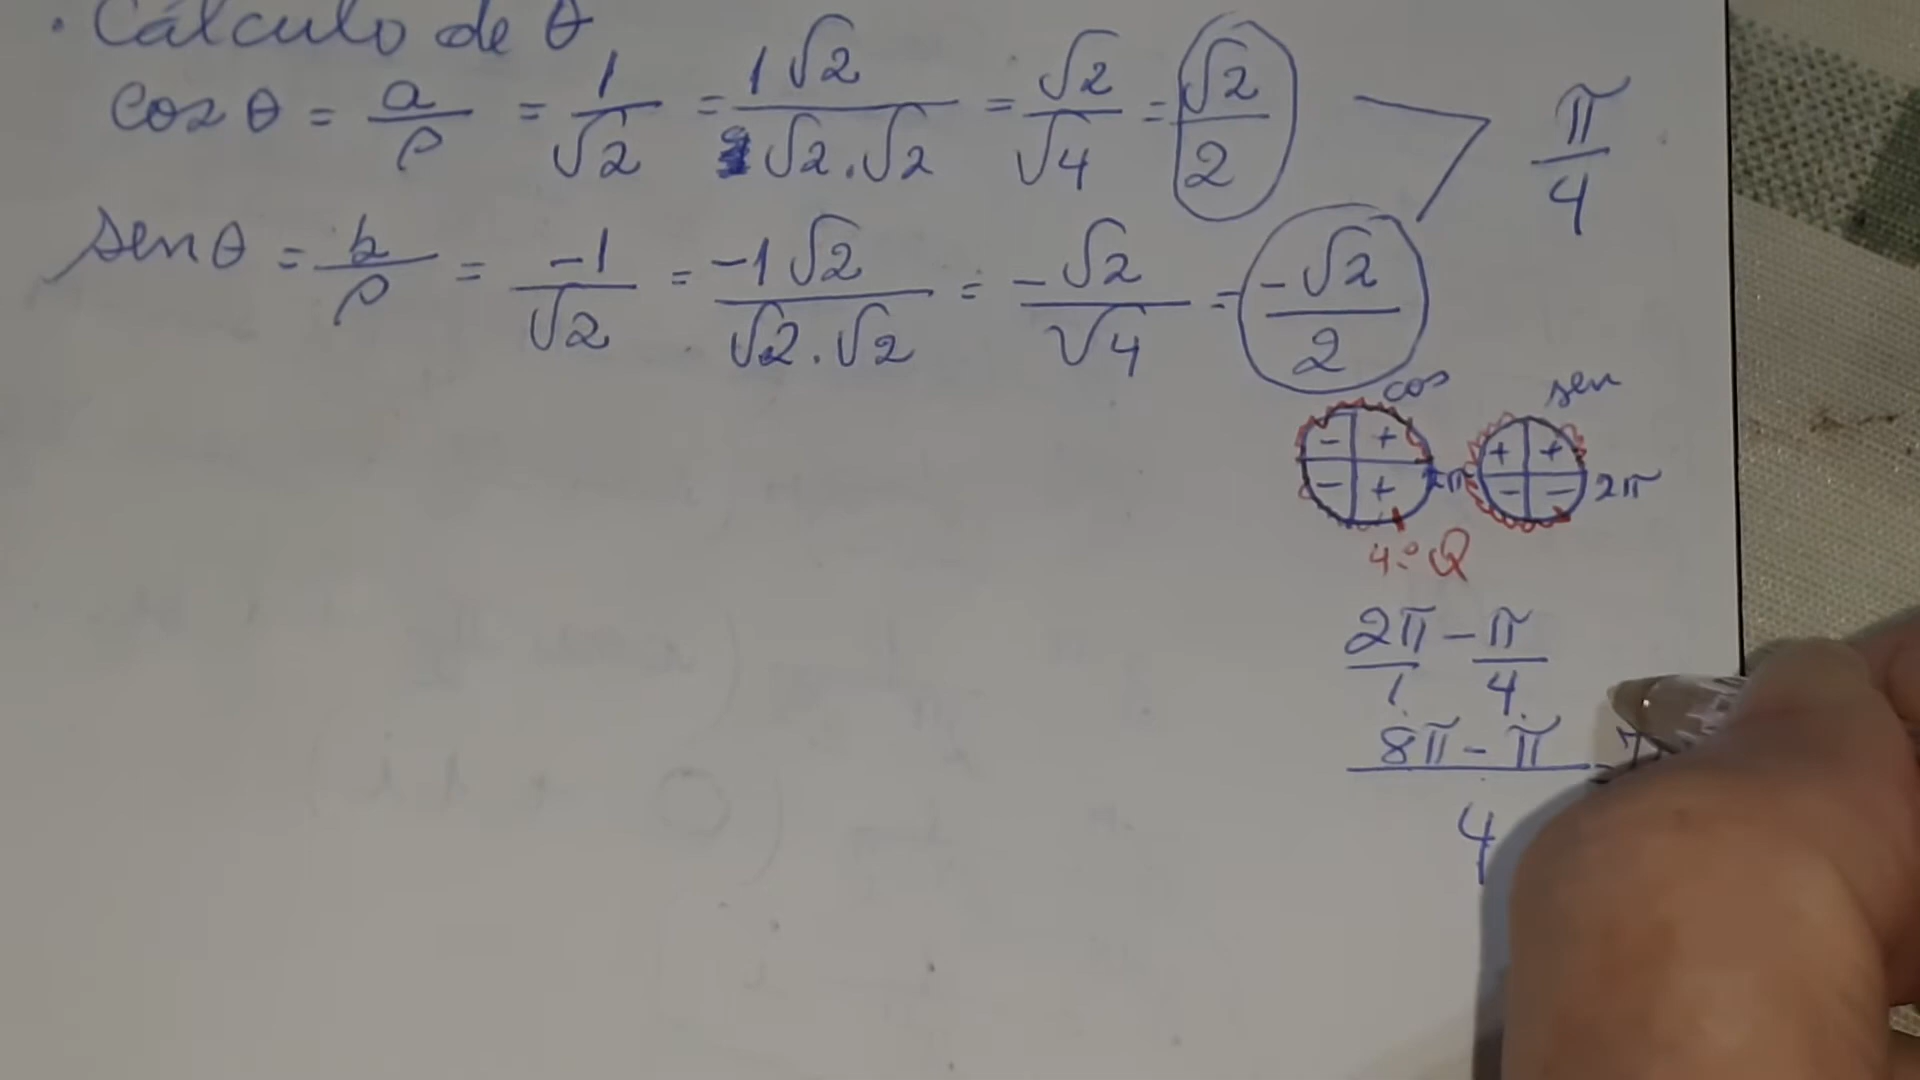 . Cálculo de θ
cos θ = a/ρ = 1/√2 = 1√2/√2.√2 = √2/√4 = √2/2
π/4
sen θ = b/ρ = -1/√2 = -1√2/√2.√2 = -√2/√4 = -√2/2
cos sen
- + + +
- + 2π - - 2π
4º Q
2π/1 - π/4
8π - π/4